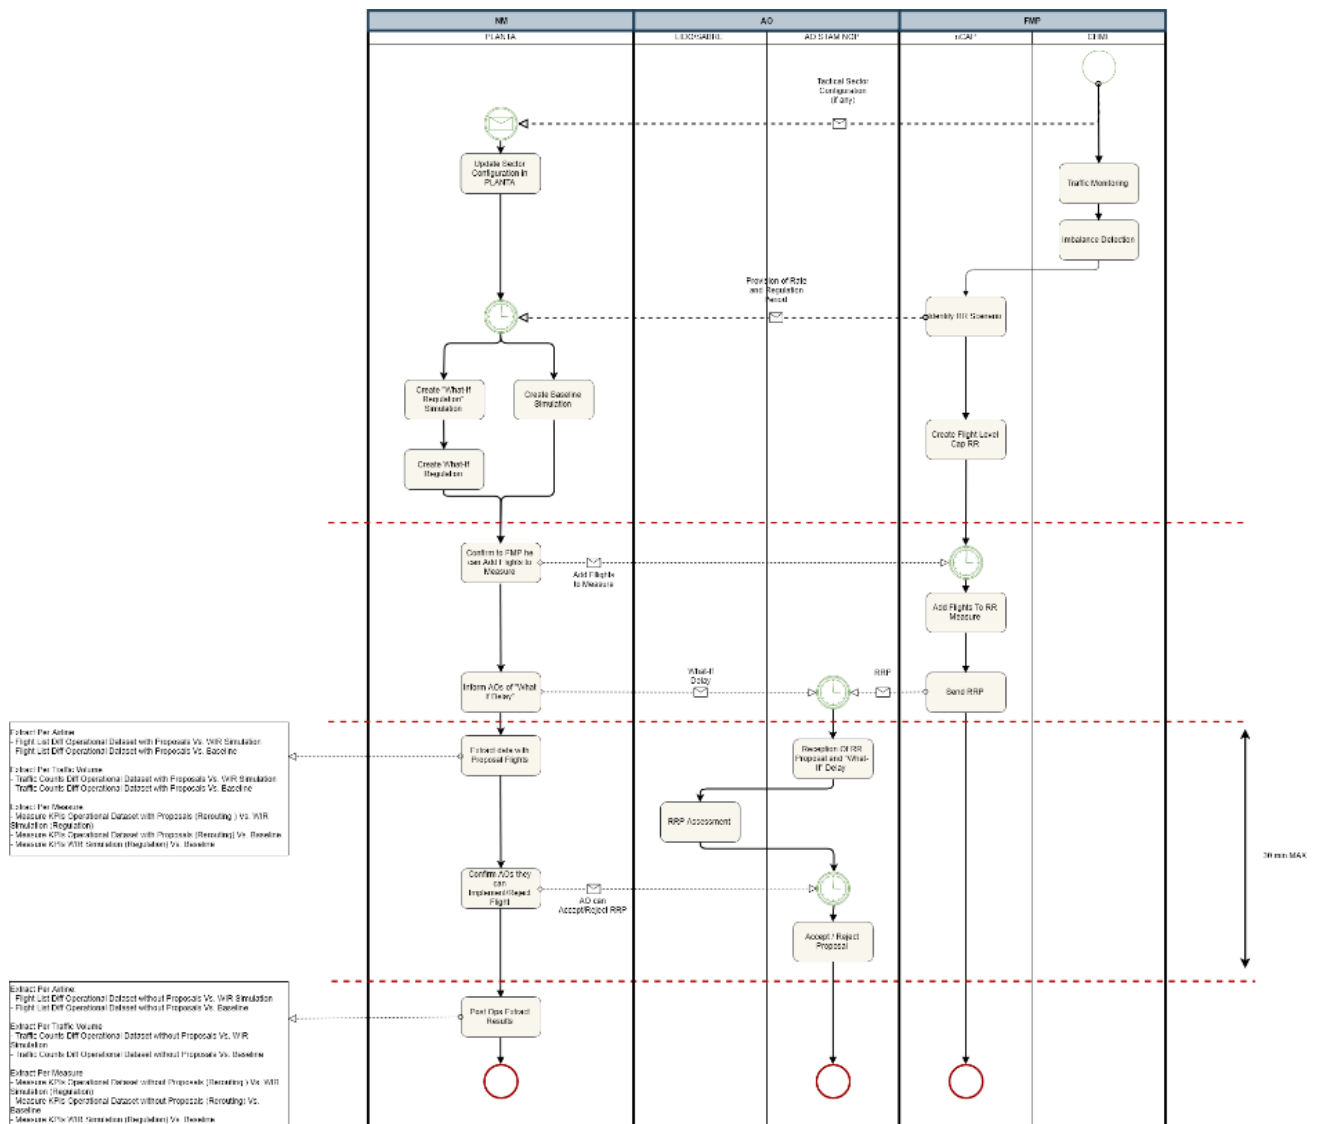 NM
AO
FMP
PLANTA
LIDO/SABRE
AO STAM NOP
nCAP
CHMI
Tactical Sector
Configuration
(if any)
Update Sector
Configuration in
PLANTA
Traffic Monitoring
Imbalance Detection
Provision of Rate
and Regulation
Period
Identify RR Scenario
Create "What-If
Regulation"
Simulation
Create Baseline
Simulation
Create Flight Level
Cap RR
Create What-If
Regulation
Confirm to FMP he
can Add Flights to
Measure
Add Flights
to Measure
Add Flights To RR
Measure
What-If
Delay
RRP
Inform AOs of "What
If Delay"
Send RRP
Extract Per Airline
- Flight List Diff Operational Dataset with Proposals Vs. WIR Simulation
- Flight List Diff Operational Dataset with Proposals Vs. Baseline
Extract Per Traffic Volume
- Traffic Counts Diff Operational Dataset with Proposals Vs. WIR Simulation
- Traffic Counts Diff Operational Dataset with Proposals Vs. Baseline
Extract Per Measure
- Measure KPIs Operational Dataset with Proposals (Rerouting ) Vs. WIR
Simulation (Regulation)
- Measure KPIs Operational Dataset with Proposals (Rerouting) Vs. Baseline
- Measure KPIs WIR Simulation (Regulation) Vs. Baseline
Extract data with
Proposal Flights
Reception Of RR
Proposal and "What-
If" Delay
RRP Assessment
30 min MAX
Confirm AOs they
can
Implement/Reject
Flight
AO can
Accept/Reject RRP
Accept / Reject
Proposal
Extract Per Airline:
- Flight List Diff Operational Dataset without Proposals Vs. WIR Simulation
- Flight List Diff Operational Dataset without Proposals Vs. Baseline
Extract Per Traffic Volume
- Traffic Counts Diff Operational Dataset without Proposals Vs. WIR
Simulation
- Traffic Counts Diff Operational Dataset without Proposals Vs. Baseline
Extract Per Measure
- Measure KPIs Operational Dataset without Proposals (Rerouting ) Vs. WIR
Simulation (Regulation)
- Measure KPIs Operational Dataset without Proposals (Rerouting) Vs.
Baseline
- Measure KPIs WIR Simulation (Regulation) Vs. Baseline
Post Ops Extract
Results